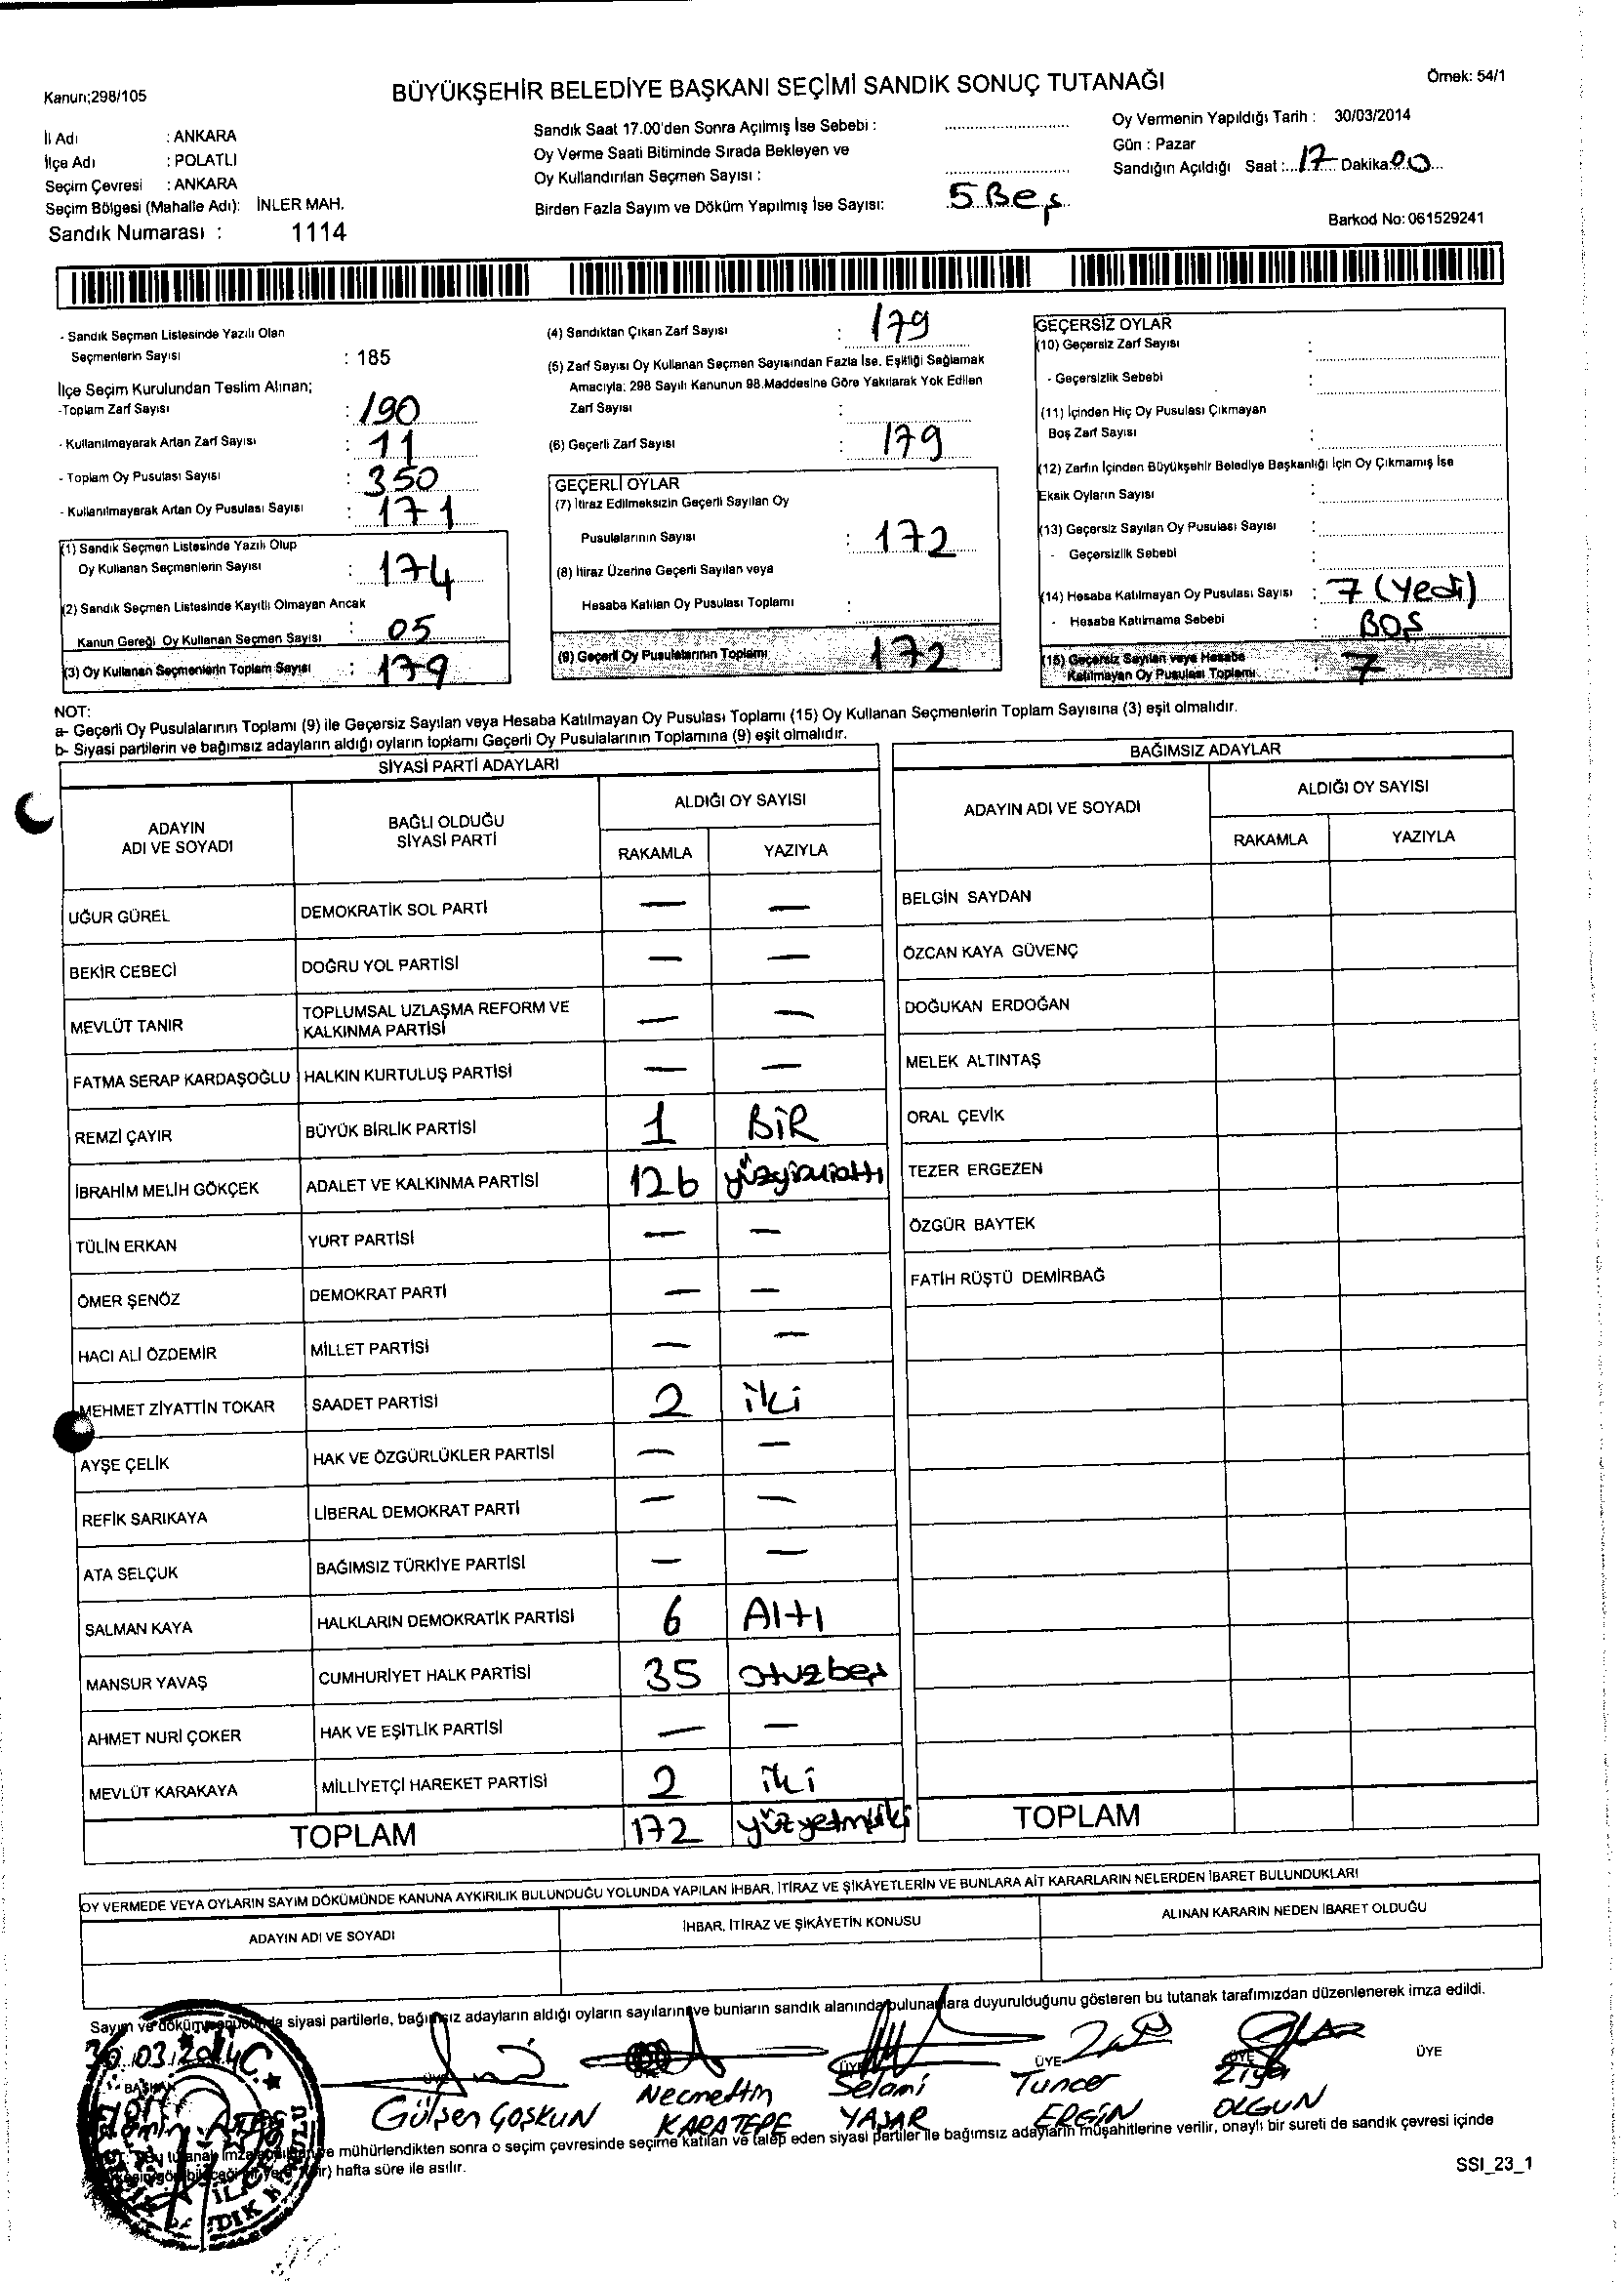 Kanun;298/105
BÜYÜKŞEHİR BELEDİYE BAŞKANI SEÇİMİ SANDIK SONUÇ TUTANAĞI
Örnek: 54/1
İl Adı : ANKARA
İlçe Adı : POLATLI
Seçim Çevresi : ANKARA
Seçim Bölgesi (Mahalle Adı): İNLER MAH.
Sandık Numarası : 1114
Sandık Saat 17.00'den Sonra Açılmış İse Sebebi :
Oy Verme Saati Bitiminde Sırada Bekleyen ve
Oy Kullandırılan Seçmen Sayısı :
Birden Fazla Sayım ve Döküm Yapılmış İse Sayısı: 5 Beş
Oy Vermenin Yapıldığı Tarih : 30/03/2014
Gün : Pazar
Sandığın Açıldığı Saat : 17 Dakika 00
Barkod No: 061529241
- Sandık Seçmen Listesinde Yazılı Olan
Seçmenlerin Sayısı : 185
İlçe Seçim Kurulundan Teslim Alınan;
-Toplam Zarf Sayısı : 190
- Kullanılmayarak Artan Zarf Sayısı : 11
- Toplam Oy Pusulası Sayısı : 350
- Kullanılmayarak Artan Oy Pusulası Sayısı : 171
(1) Sandık Seçmen Listesinde Yazılı Olup
Oy Kullanan Seçmenlerin Sayısı : 174
(2) Sandık Seçmen Listesinde Kayıtlı Olmayan Ancak
Kanun Gereği Oy Kullanan Seçmen Sayısı : 05
(3) Oy Kullanan Seçmenlerin Toplam Sayısı : 179
(4) Sandıktan Çıkan Zarf Sayısı : 179
(5) Zarf Sayısı Oy Kullanan Seçmen Sayısından Fazla İse. Eşitliği Sağlamak
Amacıyla; 298 Sayılı Kanunun 98.Maddesine Göre Yakılarak Yok Edilen
Zarf Sayısı :
(6) Geçerli Zarf Sayısı : 179
GEÇERLİ OYLAR
(7) İtiraz Edilmeksizin Geçerli Sayılan Oy
Pusulalarının Sayısı : 172
(8) İtiraz Üzerine Geçerli Sayılan veya
Hesaba Katılan Oy Pusulası Toplamı :
(9) Geçerli Oy Pusulalarının Toplamı 172
GEÇERSİZ OYLAR
(10) Geçersiz Zarf Sayısı :
- Geçersizlik Sebebi :
(11) İçinden Hiç Oy Pusulası Çıkmayan
Boş Zarf Sayısı :
(12) Zarfın İçinden Büyükşehir Belediye Başkanlığı İçin Oy Çıkmamış İse
Eksik Oyların Sayısı :
(13) Geçersiz Sayılan Oy Pusulası Sayısı :
- Geçersizlik Sebebi :
(14) Hesaba Katılmayan Oy Pusulası Sayısı : 7 (Yedi)
- Hesaba Katılmama Sebebi : BOŞ
(15) Geçersiz Sayılan veya Hesaba
Katılmayan Oy Pusulası Toplamı : 7
NOT:
a- Geçerli Oy Pusulalarının Toplamı (9) ile Geçersiz Sayılan veya Hesaba Katılmayan Oy Pusulası Toplamı (15) Oy Kullanan Seçmenlerin Toplam Sayısına (3) eşit olmalıdır.
b- Siyasi partilerin ve bağımsız adayların aldığı oyların toplamı Geçerli Oy Pusulalarının Toplamına (9) eşit olmalıdır.
SİYASİ PARTİ ADAYLARI
ADAYIN ADI VE SOYADI
BAĞLI OLDUĞU SİYASİ PARTİ
ALDIĞI OY SAYISI
RAKAMLA YAZIYLA
UĞUR GÜREL DEMOKRATİK SOL PARTİ — —
BEKİR CEBECİ DOĞRU YOL PARTİSİ — —
MEVLÜT TANIR TOPLUMSAL UZLAŞMA REFORM VE KALKINMA PARTİSİ — —
FATMA SERAP KARDAŞOĞLU HALKIN KURTULUŞ PARTİSİ — —
REMZİ ÇAYIR BÜYÜK BİRLİK PARTİSİ 1 BİR
İBRAHİM MELİH GÖKÇEK ADALET VE KALKINMA PARTİSİ 126 yüzyirmialtı
TÜLİN ERKAN YURT PARTİSİ — —
ÖMER ŞENÖZ DEMOKRAT PARTİ — —
HACI ALİ ÖZDEMİR MİLLET PARTİSİ — —
MEHMET ZİYATTİN TOKAR SAADET PARTİSİ 2 iki
AYŞE ÇELİK HAK VE ÖZGÜRLÜKLER PARTİSİ — —
REFİK SARIKAYA LİBERAL DEMOKRAT PARTİ — —
ATA SELÇUK BAĞIMSIZ TÜRKİYE PARTİSİ — —
SALMAN KAYA HALKLARIN DEMOKRATİK PARTİSİ 6 Altı
MANSUR YAVAŞ CUMHURİYET HALK PARTİSİ 35 otuzbeş
AHMET NURİ ÇOKER HAK VE EŞİTLİK PARTİSİ — —
MEVLÜT KARAKAYA MİLLİYETÇİ HAREKET PARTİSİ 2 iki
TOPLAM 172 yüzyetmişiki
BAĞIMSIZ ADAYLAR
ADAYIN ADI VE SOYADI
ALDIĞI OY SAYISI
RAKAMLA YAZIYLA
BELGİN SAYDAN
ÖZCAN KAYA GÜVENÇ
DOĞUKAN ERDOĞAN
MELEK ALTINTAŞ
ORAL ÇEVİK
TEZER ERGEZEN
ÖZGÜR BAYTEK
FATİH RÜŞTÜ DEMİRBAĞ
TOPLAM
OY VERMEDE VEYA OYLARIN SAYIM DÖKÜMÜNDE KANUNA AYKIRILIK BULUNDUĞU YOLUNDA YAPILAN İHBAR, İTİRAZ VE ŞİKÂYETLERİN VE BUNLARA AİT KARARLARIN NELERDEN İBARET BULUNDUKLARI
ADAYIN ADI VE SOYADI
İHBAR, İTİRAZ VE ŞİKÂYETİN KONUSU
ALINAN KARARIN NEDEN İBARET OLDUĞU
Sayım ve dökümü siyasi partilerle, bağımsız adayların aldığı oyların sayılarını ve bunların sandık alanında bulunanlara duyurulduğunu gösteren bu tutanak tarafımızdan düzenlenerek imza edildi.
30.03.2014
BAŞKAN
ÜYE ÜYE ÜYE ÜYE
Gülşen ÇOŞKUN
Necmettin KARATEPE
Selami YAŞAR
Tuncer ERGİN
Ziya OLGUN
ve mühürlendikten sonra o seçim çevresinde seçime katılan ve talep eden siyasi partiler ile bağımsız adayların müşahitlerine verilir, onaylı bir sureti de sandık çevresi içinde
hafta süre ile asılır.
SSI_23_1